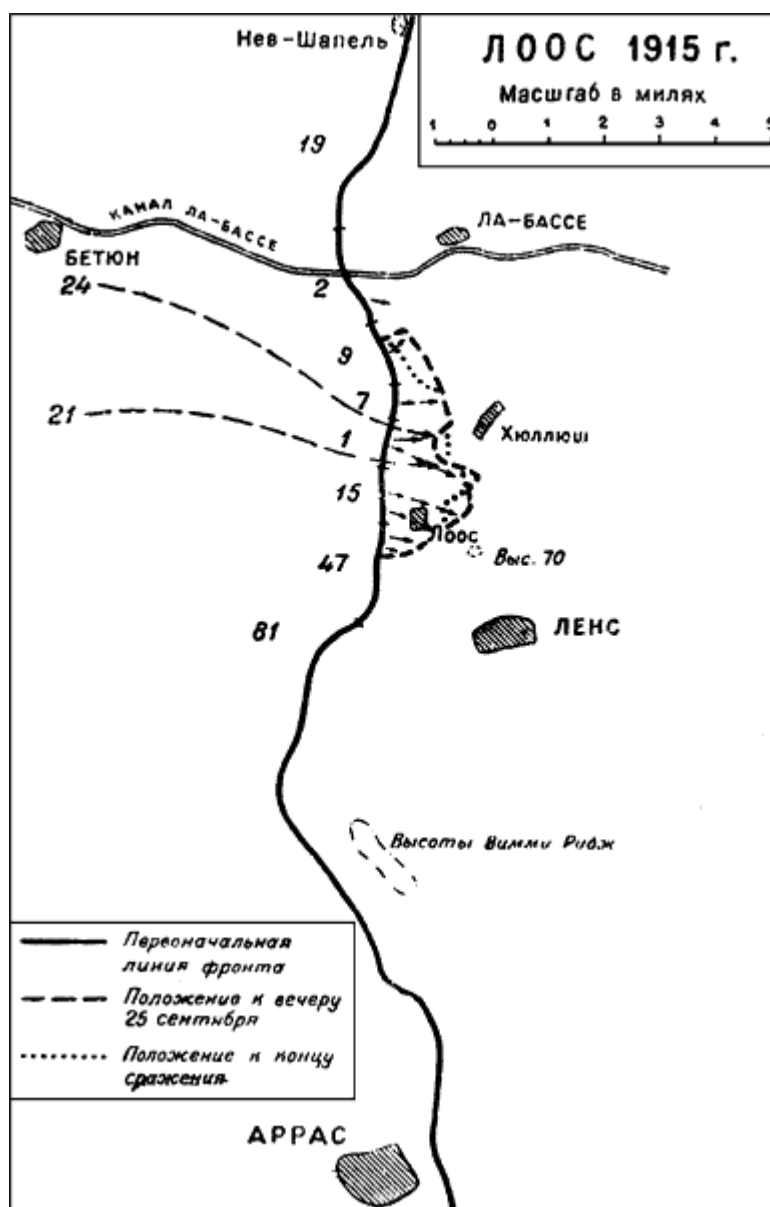 Нев-Шапель
ЛООС 1915 г.
Масштаб в милях
1 0 1 2 3 4 5
19
КАНАЛ ЛА-БАССЕ
ЛА-БАССЕ
БЕТЮН
24
2
9
7
21
1
Хюллюш
15
Лоос
47
Выс. 70
81
ЛЕНС
Высоты Вимми Ридж
Первоначальная
линия фронта
Положение к вечеру
25 сентября
Положение к концу
сражения
АРРАС